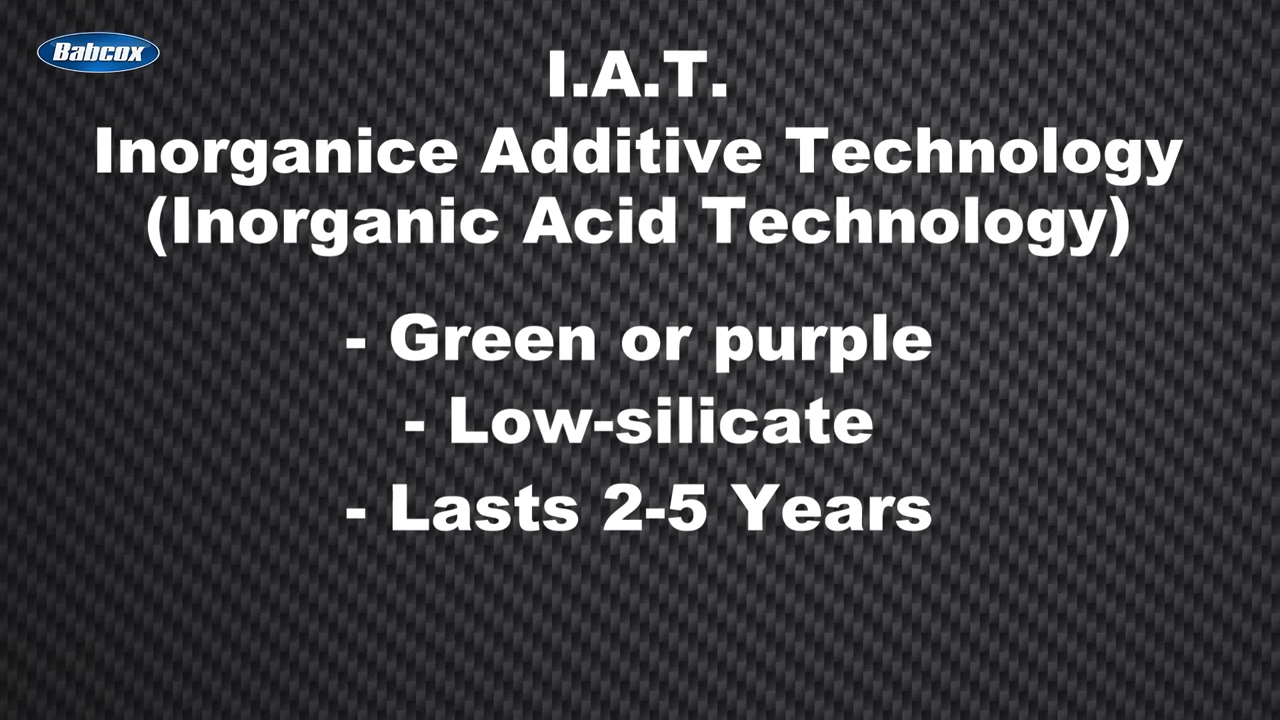 Babcox
I.A.T.
Inorganice Additive Technology
(Inorganic Acid Technology)
- Green or purple
- Low-silicate
- Lasts 2-5 Years